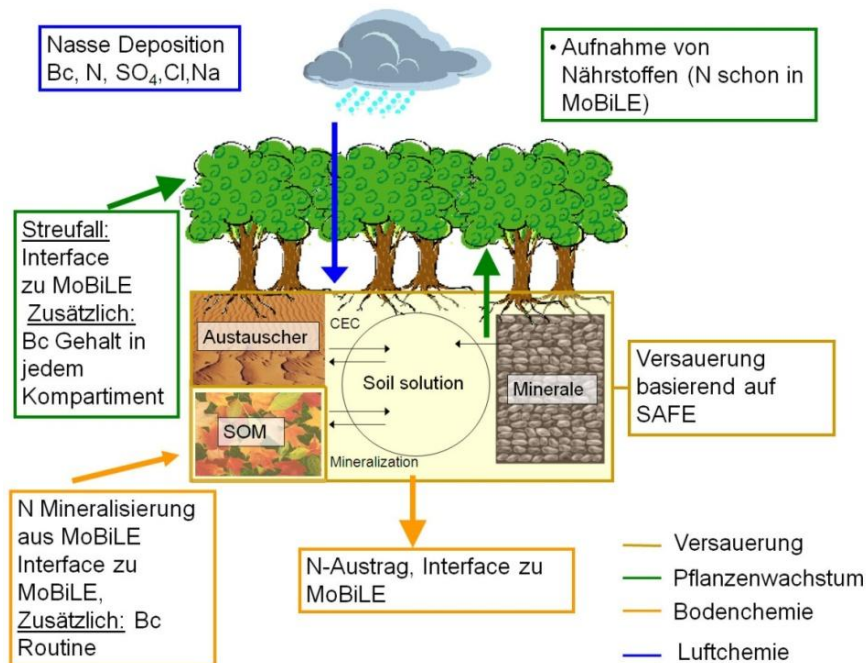 Nasse Deposition
Bc, N, SO₄,Cl,Na
• Aufnahme von
Nährstoffen (N schon in
MoBiLE)
Streufall:
Interface
zu MoBiLE
Zusätzlich:
Bc Gehalt in
jedem
Kompartiment
Austauscher
CEC
Soil solution
Minerale
SOM
Mineralization
Versauerung
basierend auf
SAFE
N Mineralisierung
aus MoBiLE
Interface zu
MoBiLE,
Zusätzlich: Bc
Routine
N-Austrag, Interface zu
MoBiLE
Versauerung
Pflanzenwachstum
Bodenchemie
Luftchemie